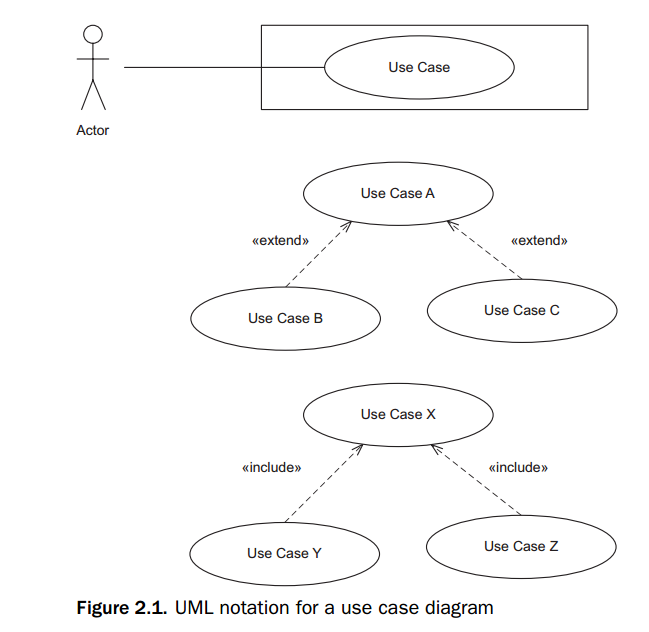 Use Case
Actor
Use Case A
«extend»
«extend»
Use Case B
Use Case C
Use Case X
«include»
«include»
Use Case Y
Use Case Z
Figure 2.1. UML notation for a use case diagram